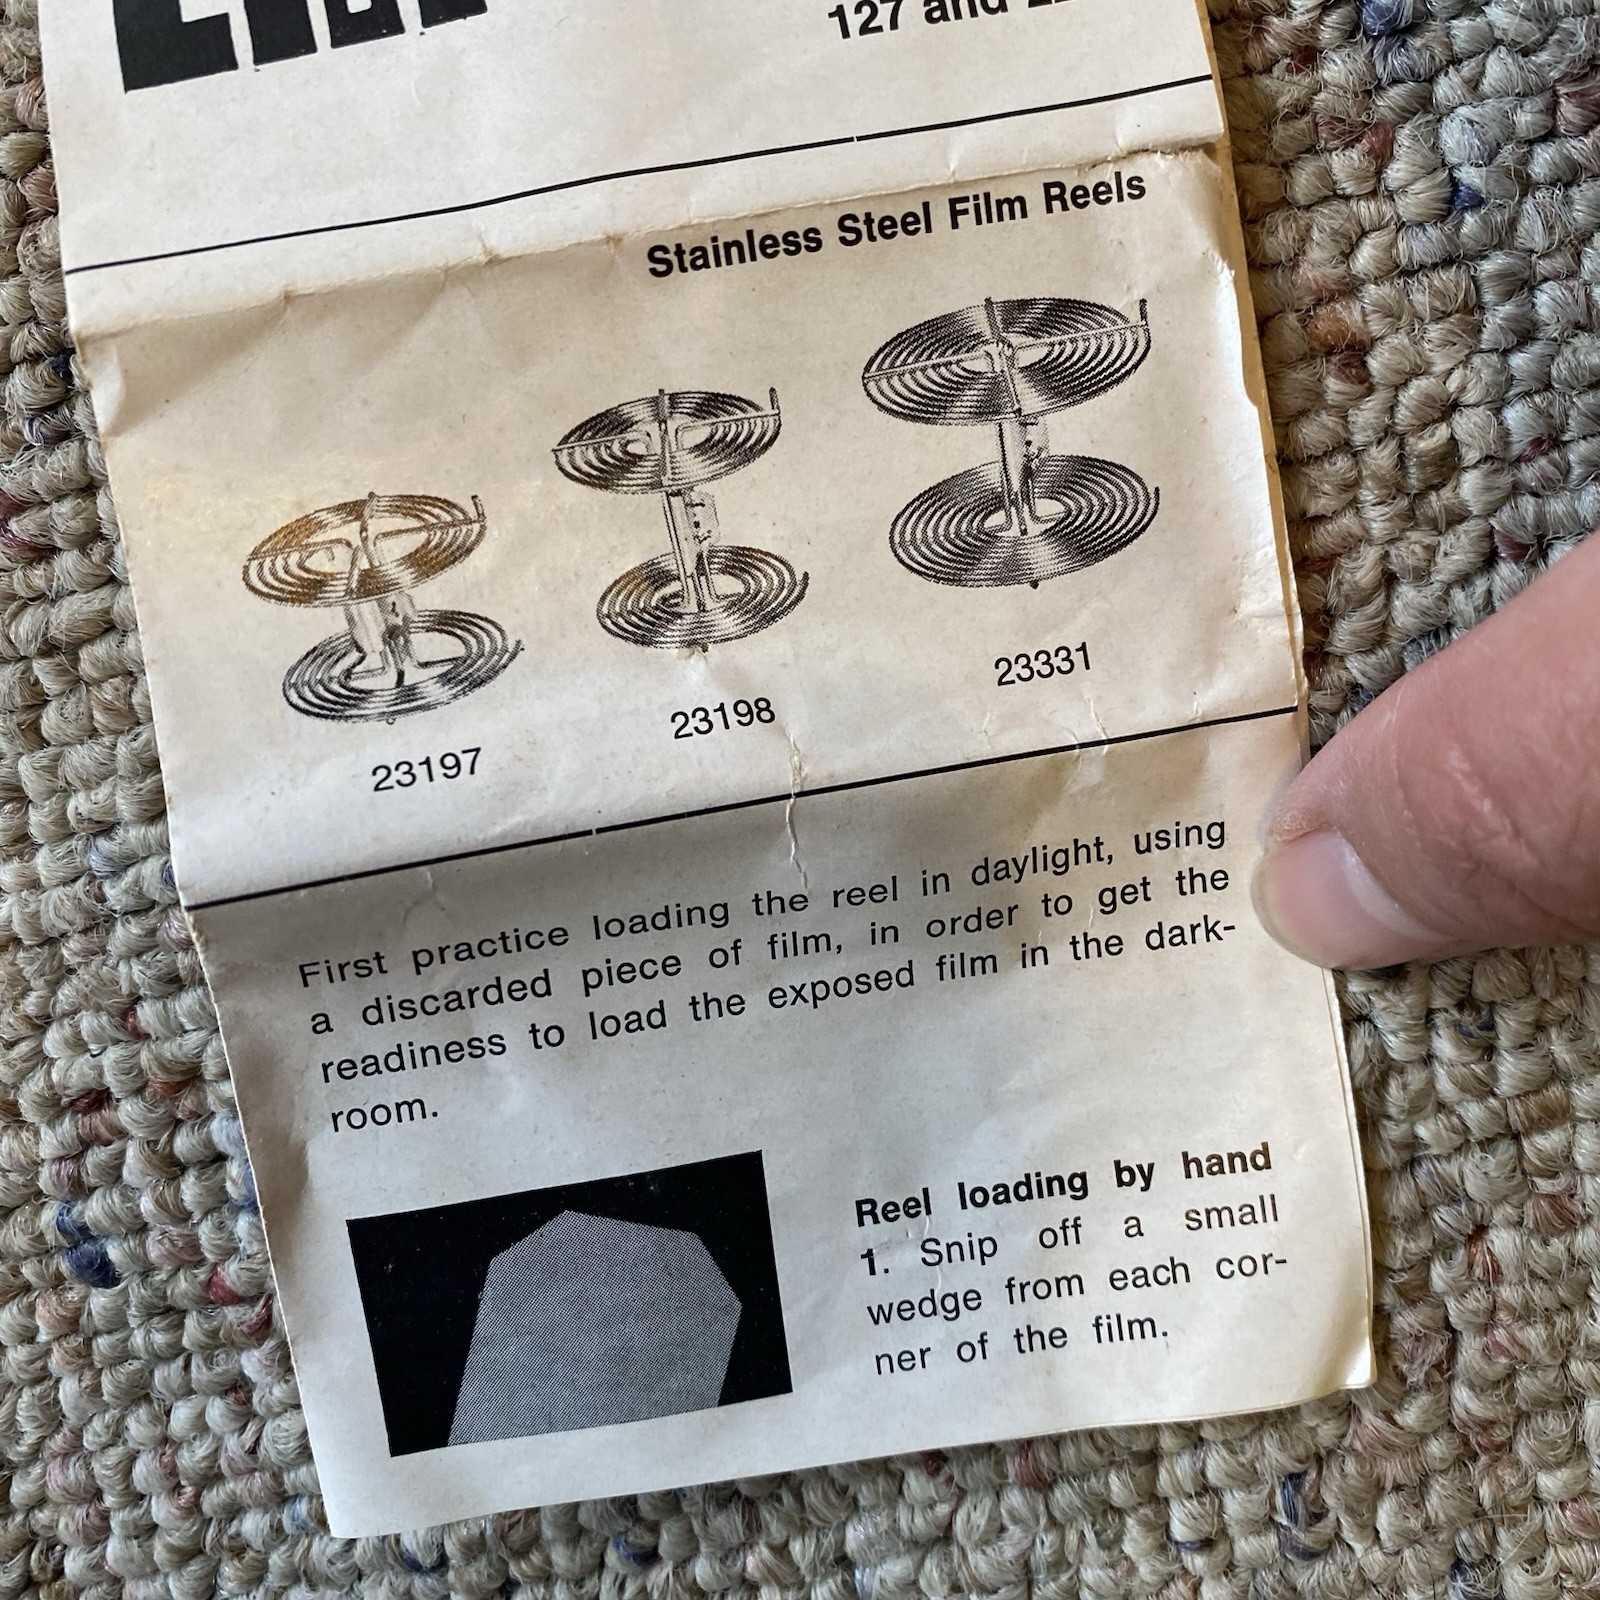 127 and
Stainless Steel Film Reels
23197
23198
23331
First practice loading the reel in daylight, using
a discarded piece of film, in order to get the
readiness to load the exposed film in the dark-
room.
Reel loading by hand
1. Snip off a small
wedge from each cor-
ner of the film.